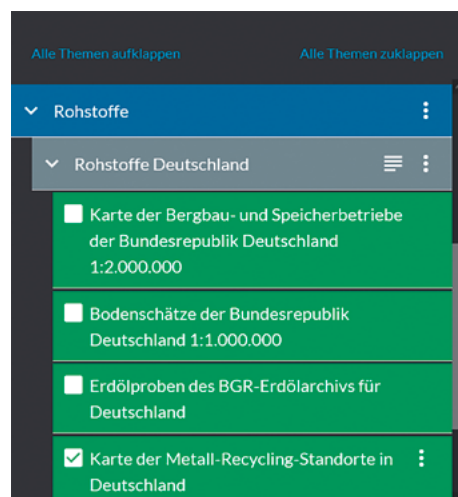 Alle Themen aufklappen Alle Themen zuklappen
Rohstoffe
Rohstoffe Deutschland
Karte der Bergbau- und Speicherbetriebe
der Bundesrepublik Deutschland
1:2.000.000
Bodenschätze der Bundesrepublik
Deutschland 1:1.000.000
Erdölproben des BGR-Erdölarchivs für
Deutschland
Karte der Metall-Recycling-Standorte in
Deutschland